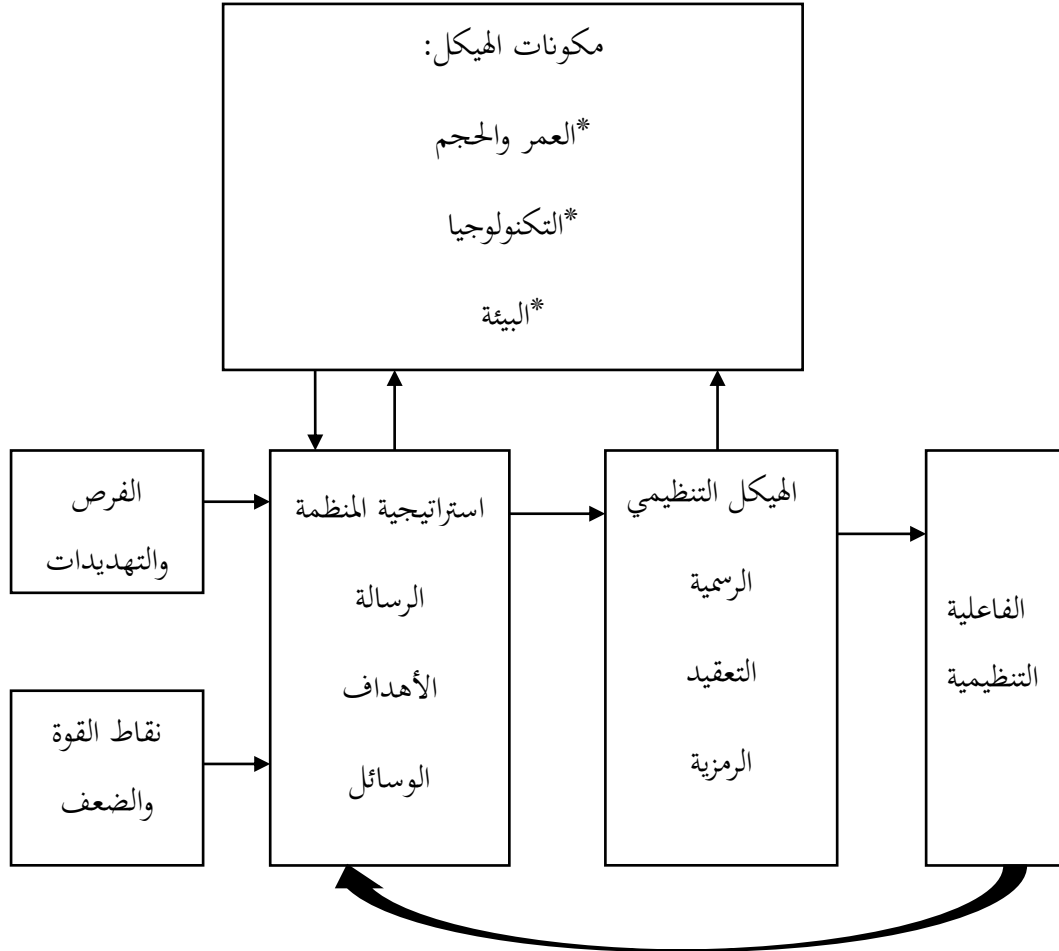 مكونات الهيكل:
*العمر والحجم
*التكنولوجيا
*البيئة
الفرص
والتهديدات
نقاط القوة
والضعف
استراتيجية المنظمة
الرسالة
الأهداف
الوسائل
الهيكل التنظيمي
الرسمية
التعقيد
الرمزية
الفاعلية
التنظيمية